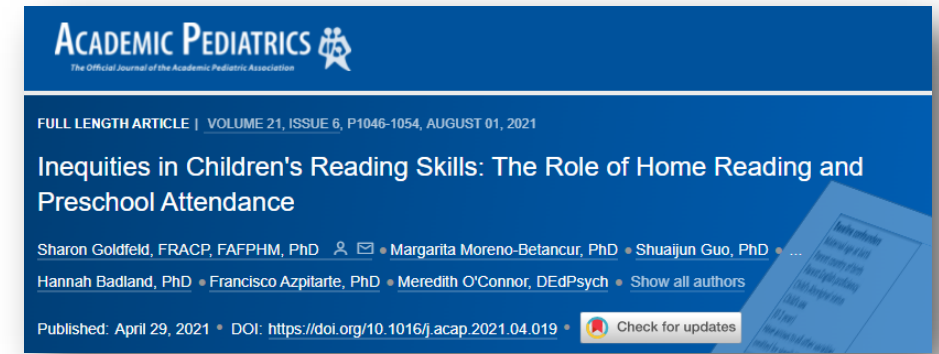 ACADEMIC PEDIATRICS
The Official Journal of the Academic Pediatric Association
FULL LENGTH ARTICLE | VOLUME 21, ISSUE 6, P1046-1054, AUGUST 01, 2021
Inequities in Children's Reading Skills: The Role of Home Reading and
Preschool Attendance
Sharon Goldfeld, FRACP, FAFPHM, PhD • Margarita Moreno-Betancur, PhD • Shuaijun Guo, PhD • ...
Hannah Badland, PhD • Francisco Azpitarte, PhD • Meredith O'Connor, DEdPsych • Show all authors
Published: April 29, 2021 • DOI: https://doi.org/10.1016/j.acap.2021.04.019 • Check for updates